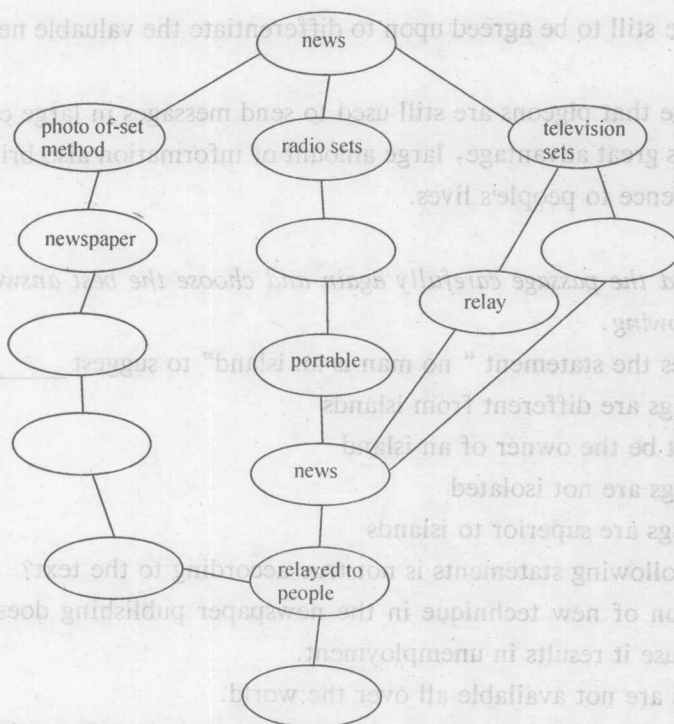 e still to be agreed upon to differentiate the valuable ne
news
e that pigeons are still used to send messages in large c
photo of-set
method
radio sets
television
sets
s great advantage, large amount of information also bri
ence to people's lives.
newspaper
d the passage carefully again and choose the best answ
owing.
relay
s the statement " no man is an island" to suggest
portable
gs are different from islands
t be the owner of an island
news
gs are not isolated
gs are superior to islands
ollowing statements is not true according to the text?
relayed to
people
on of new technique in the newspaper publishing does
use it results in unemployment.
are not available all over the world.